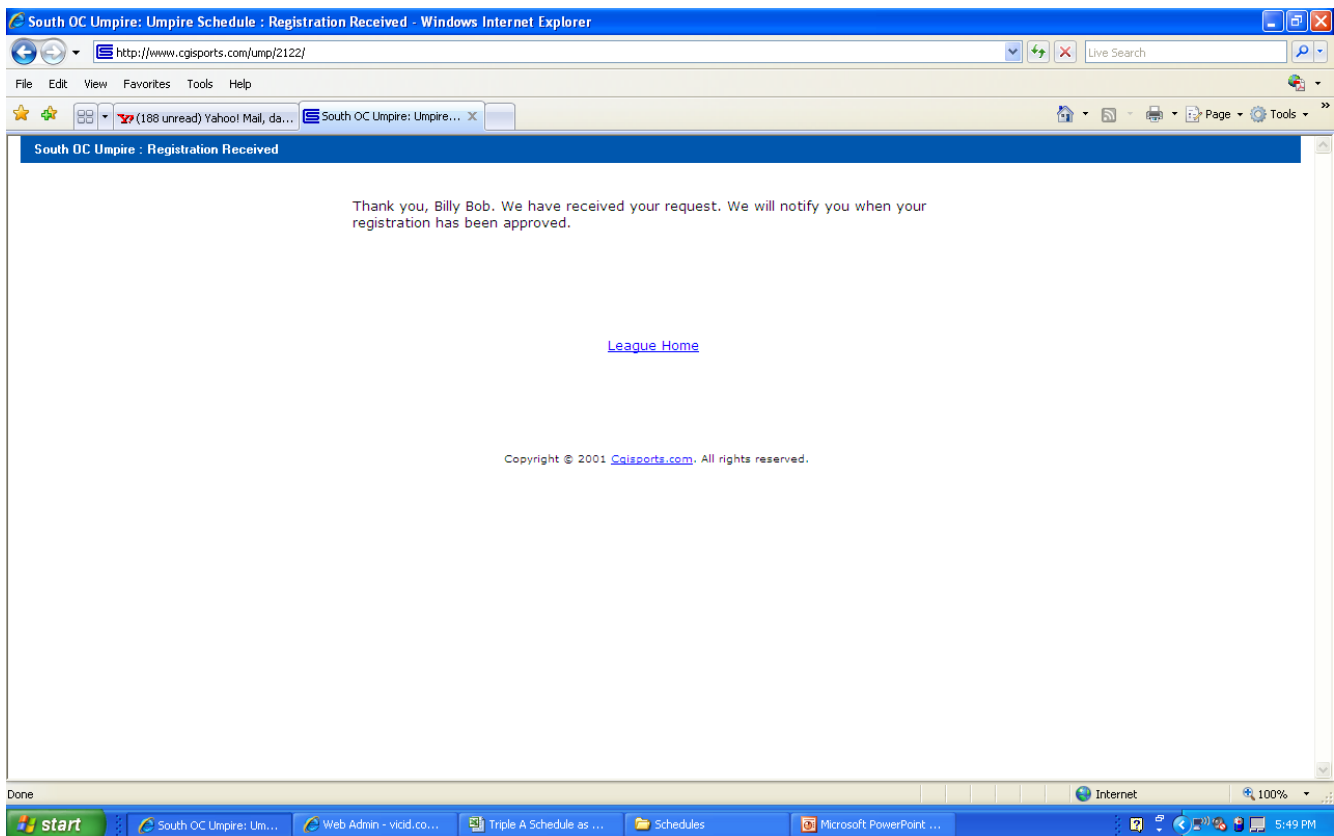 South OC Umpire: Umpire Schedule : Registration Received - Windows Internet Explorer
http://www.cgisports.com/ump/2122/
Live Search
File Edit View Favorites Tools Help
(188 unread) Yahoo! Mail, da... South OC Umpire: Umpire... X
Page Tools »
South OC Umpire : Registration Received
Thank you, Billy Bob. We have received your request. We will notify you when your
registration has been approved.
League Home
Copyright © 2001 Cgisports.com. All rights reserved.
Done Internet 100%
start South OC Umpire: Um... Web Admin - vicid.co... Triple A Schedule as ... Schedules Microsoft PowerPoint ... 5:49 PM